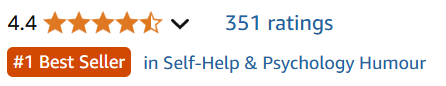 4.4 351 ratings
#1 Best Seller in Self-Help & Psychology Humour